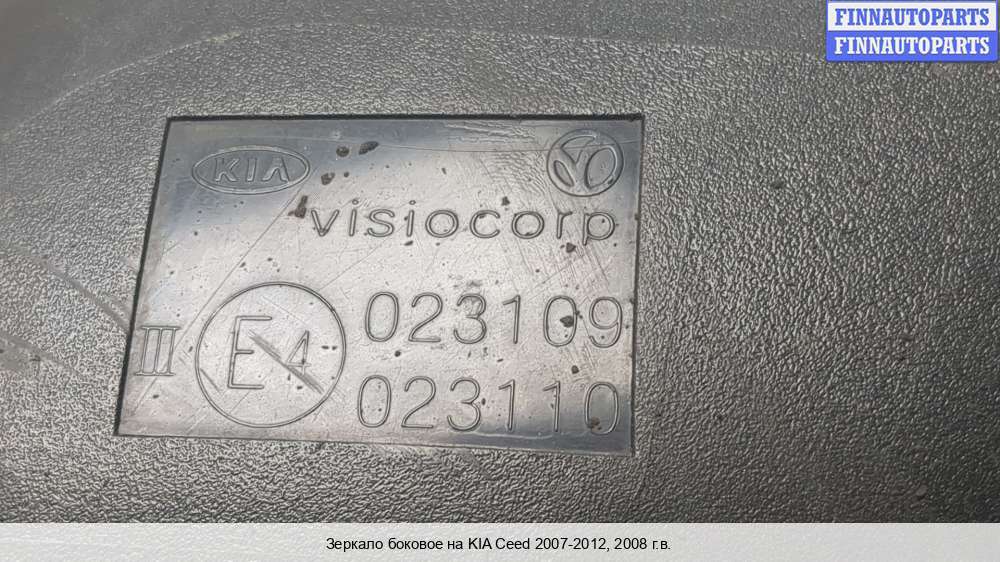 FINNAUTOPARTS
FINNAUTOPARTS
KIA
visiocorp
III E4 023109
023110
Зеркало боковое на KIA Ceed 2007-2012, 2008 г.в.